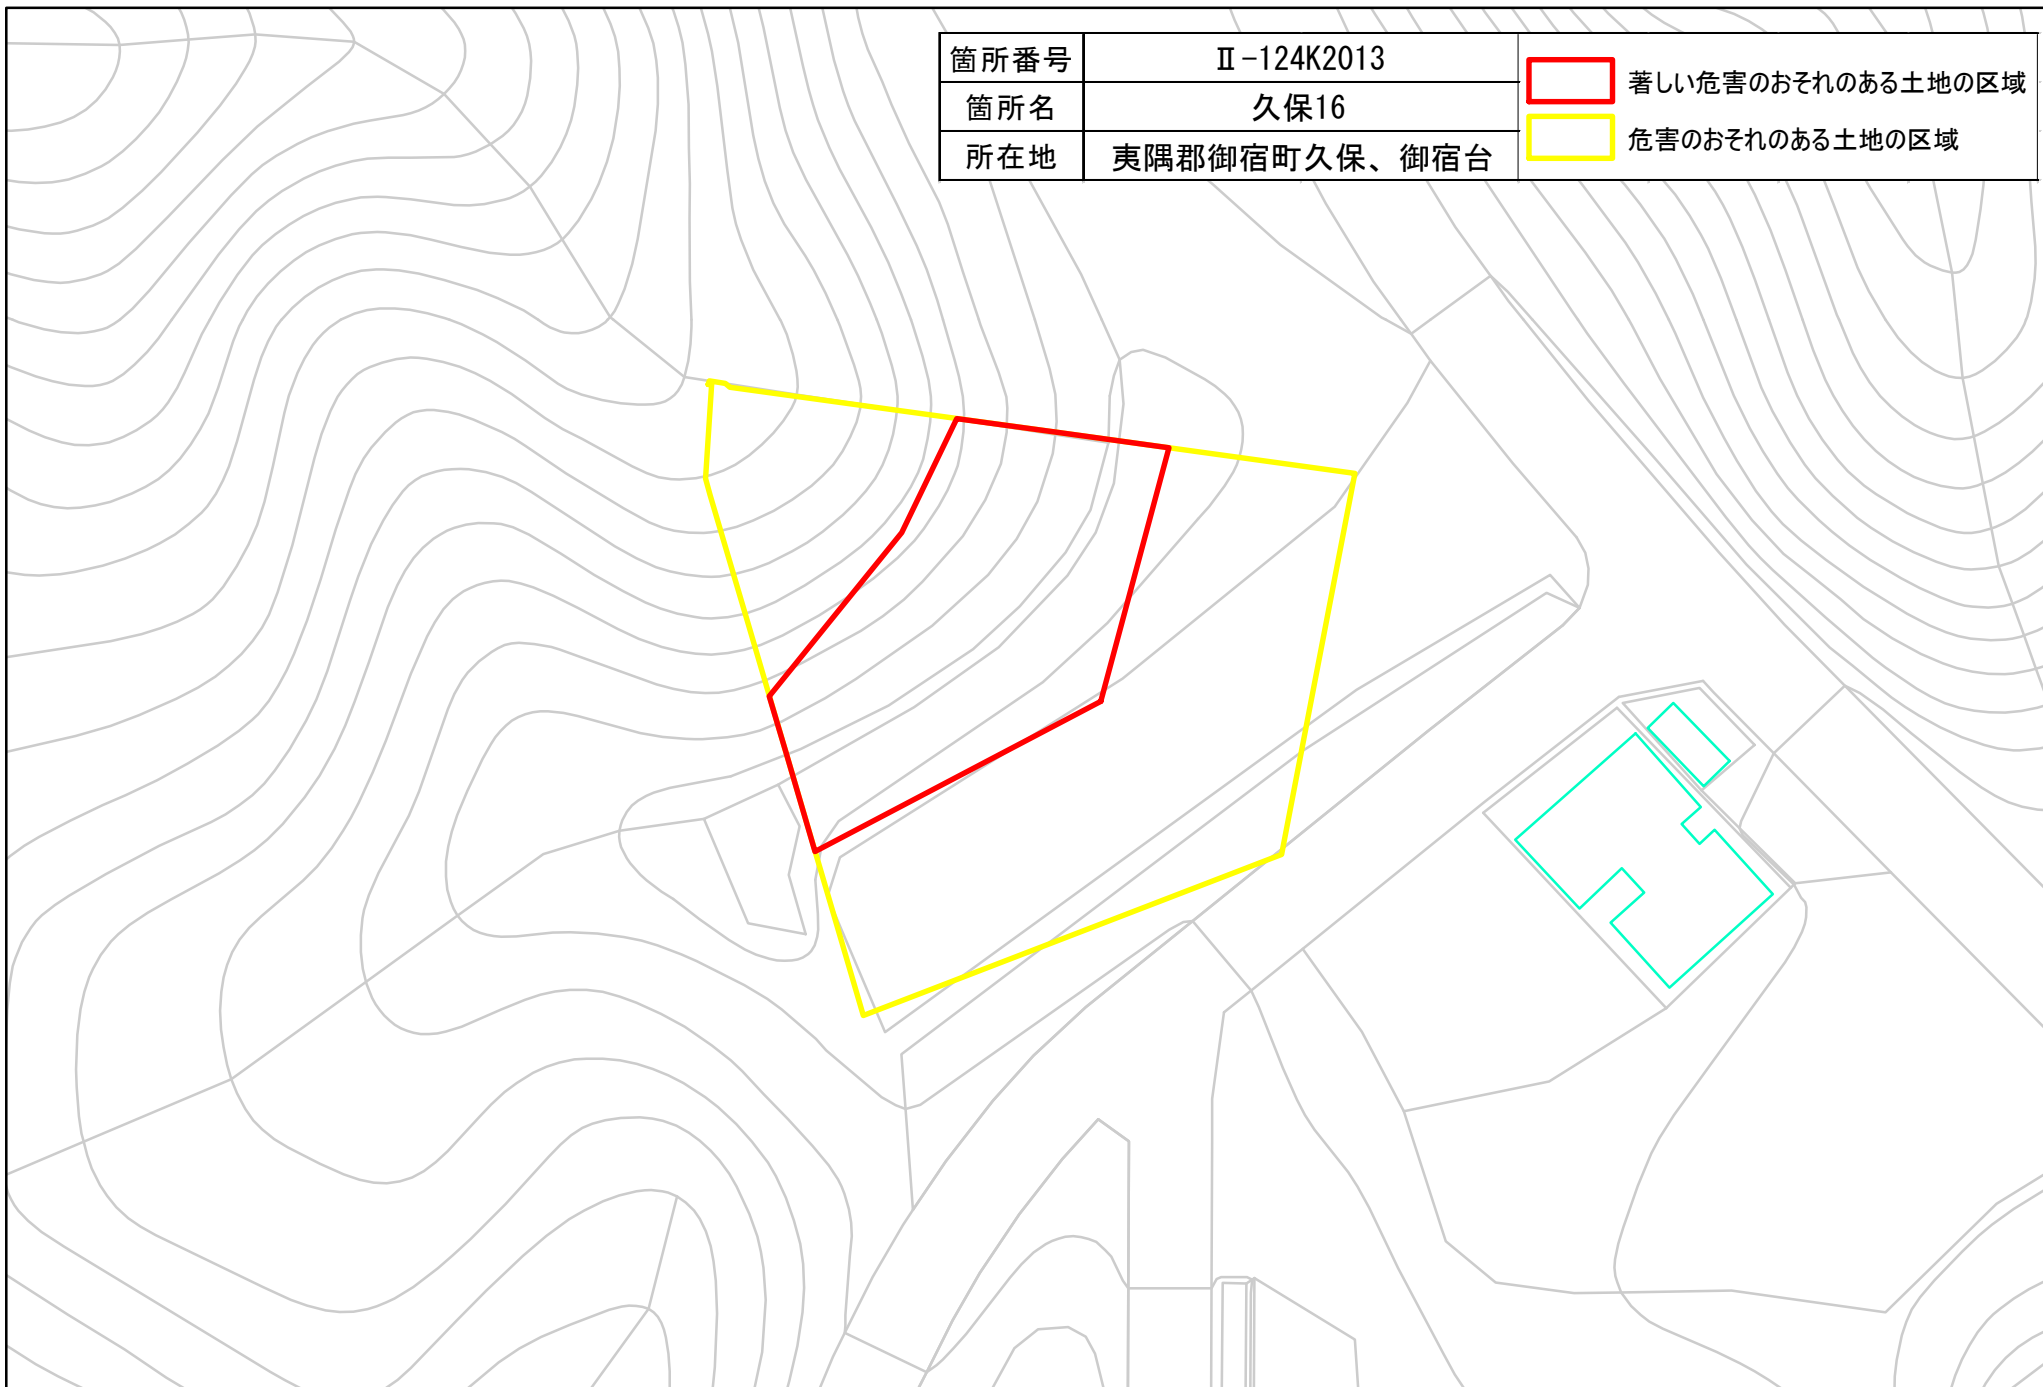 箇所番号 Ⅱ-124K2013
箇所名 久保16
所在地 夷隅郡御宿町久保、御宿台
著しい危害のおそれのある土地の区域
危害のおそれのある土地の区域